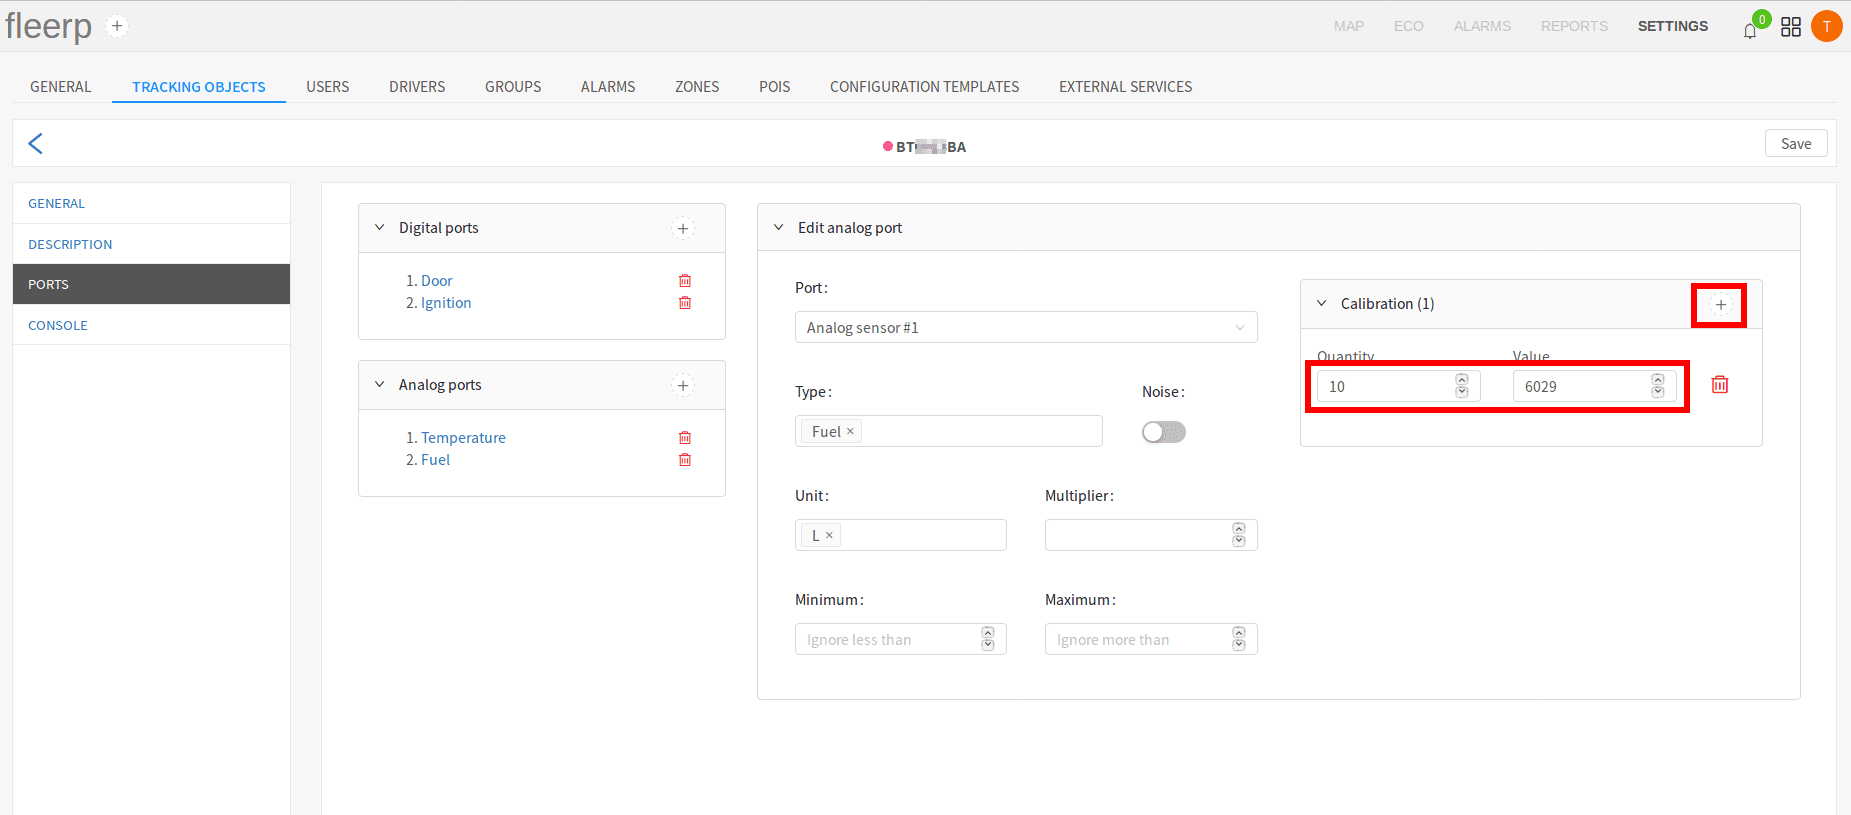 fleerp +
MAP ECO ALARMS REPORTS SETTINGS 0 T
GENERAL TRACKING OBJECTS USERS DRIVERS GROUPS ALARMS ZONES POIS CONFIGURATION TEMPLATES EXTERNAL SERVICES
BT BA
Save
GENERAL
DESCRIPTION
PORTS
CONSOLE
Digital ports +
1. Door
2. Ignition
Analog ports +
1. Temperature
2. Fuel
Edit analog port
Port:
Analog sensor #1
Type: Noise:
Fuel ×
Unit: Multiplier:
L ×
Minimum: Maximum:
Ignore less than Ignore more than
Calibration (1) +
Quantity Value
10 6029